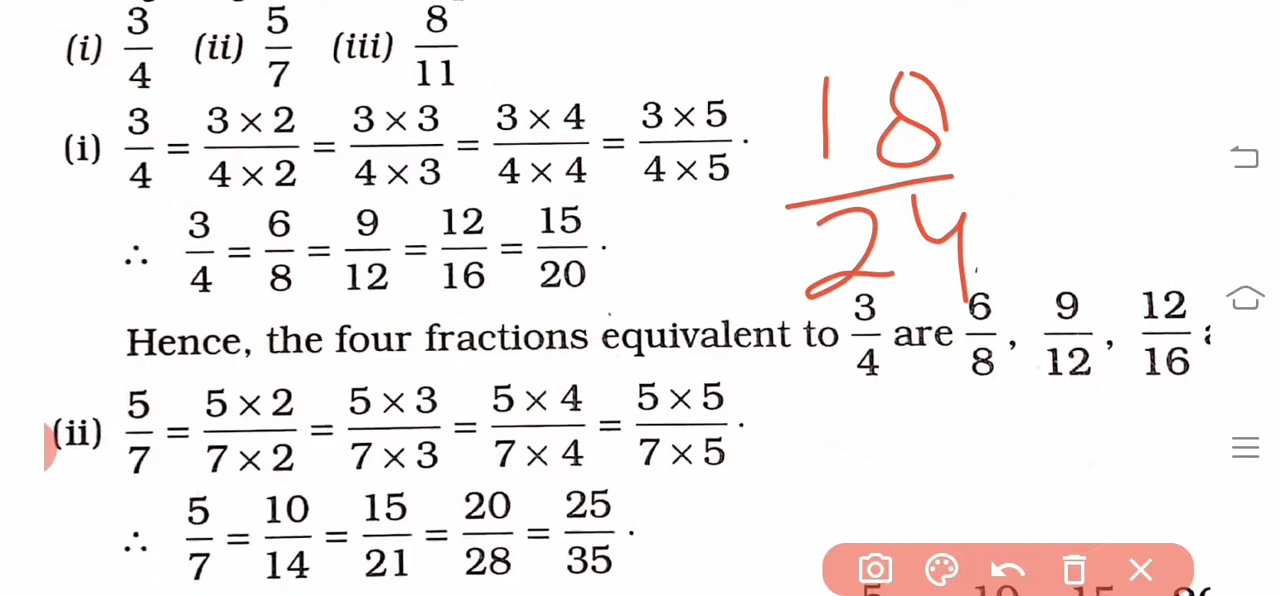 (i) 3/4 (ii) 5/7 (iii) 8/11
(i) 3/4 = 3 × 2/4 × 2 = 3 × 3/4 × 3 = 3 × 4/4 × 4 = 3 × 5/4 × 5 .
18/24
∴ 3/4 = 6/8 = 9/12 = 12/16 = 15/20 .
Hence, the four fractions equivalent to 3/4 are 6/8 , 9/12 , 12/16
(ii) 5/7 = 5 × 2/7 × 2 = 5 × 3/7 × 3 = 5 × 4/7 × 4 = 5 × 5/7 × 5 .
∴ 5/7 = 10/14 = 15/21 = 20/28 = 25/35 .